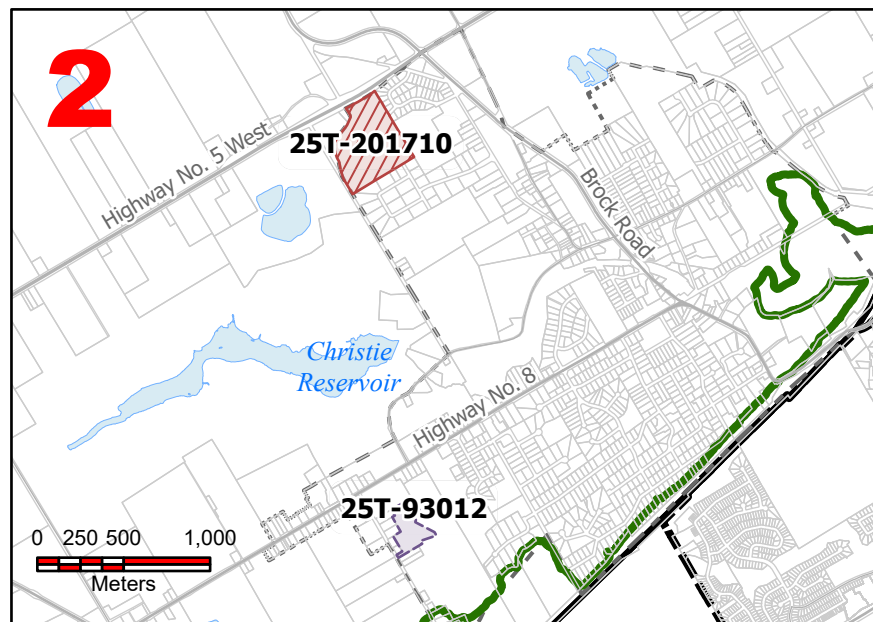 2
25T-201710
Highway No. 5 West
Brock Road
Christie
Reservoir
Highway No. 8
25T-93012
0 250 500 1,000
Meters